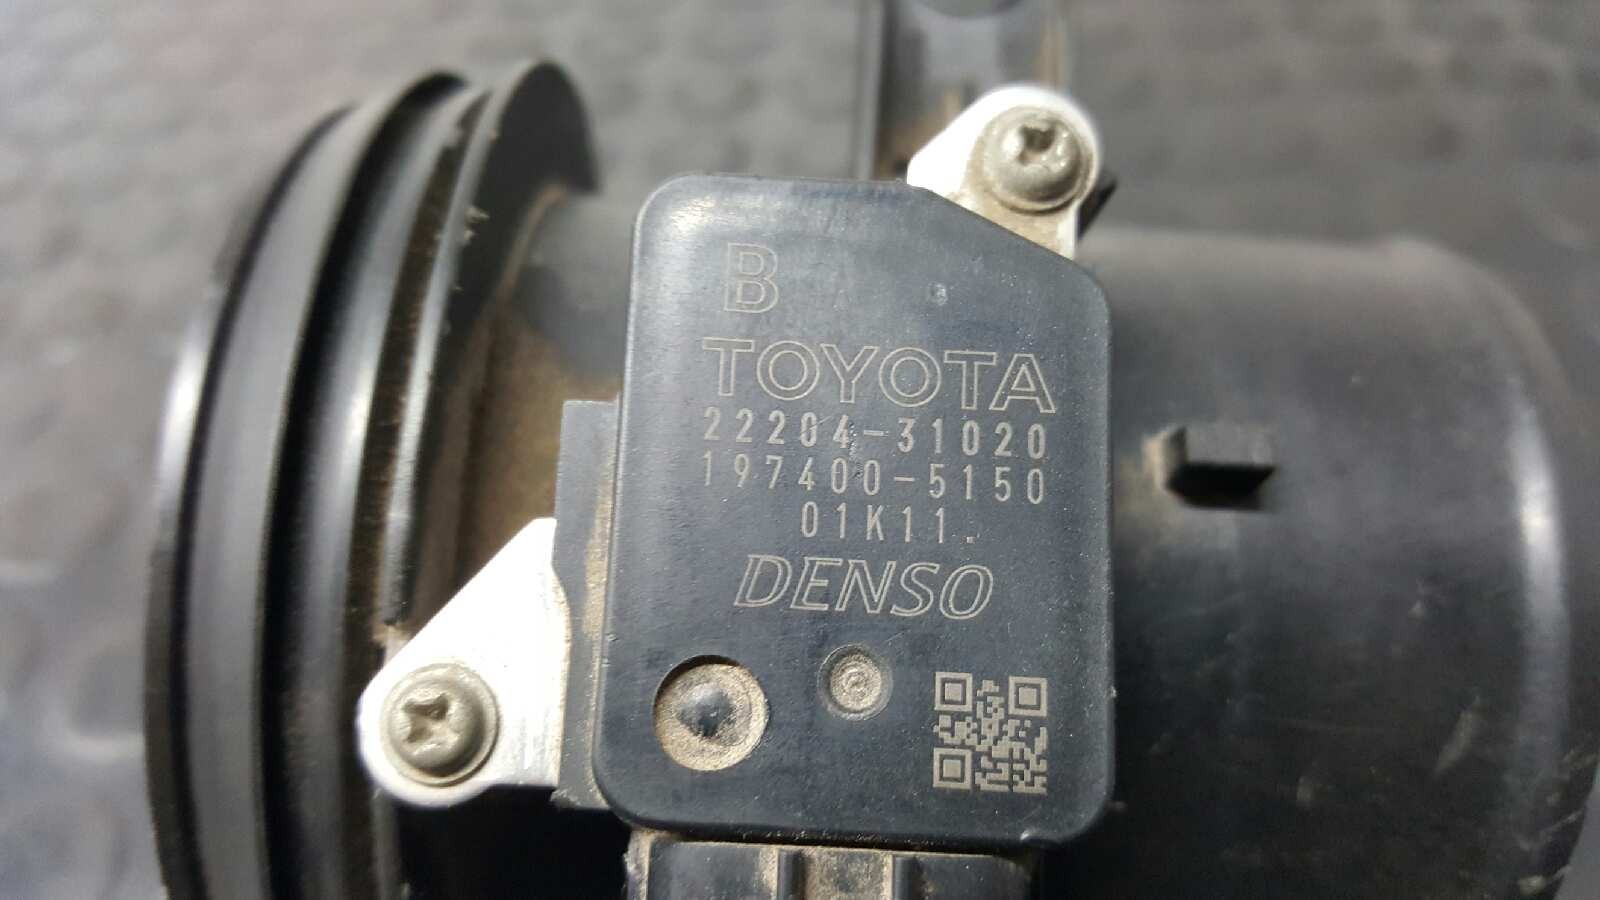 B
TOYOTA
22204-31020
197400-5150
01K11.
DENSO